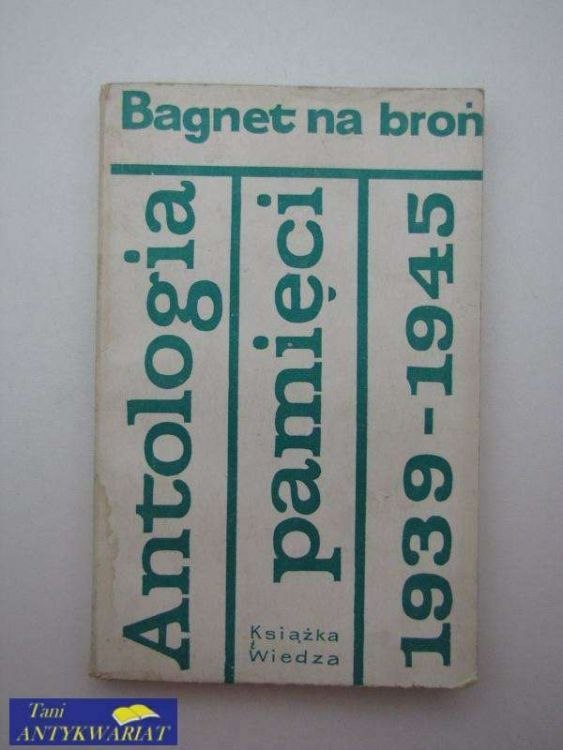 Bagnet na broń
Antologia
pamięci
1939-1945
Książka
i
Wiedza
Tani
ANTYKWARIAT